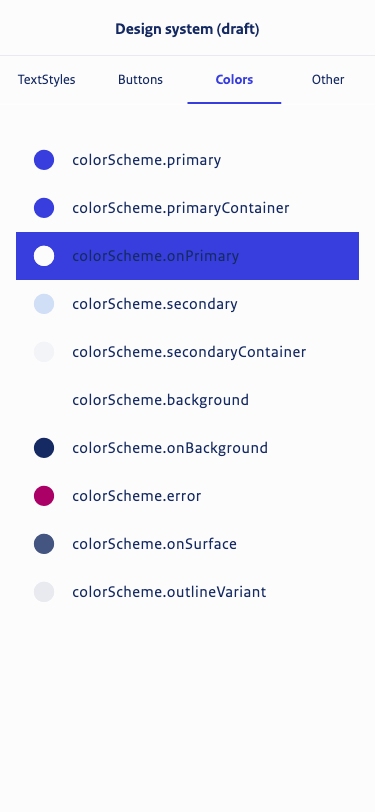 Design system (draft)
TextStyles Buttons Colors Other
colorScheme.primary
colorScheme.primaryContainer
colorScheme.onPrimary
colorScheme.secondary
colorScheme.secondaryContainer
colorScheme.background
colorScheme.onBackground
colorScheme.error
colorScheme.onSurface
colorScheme.outlineVariant